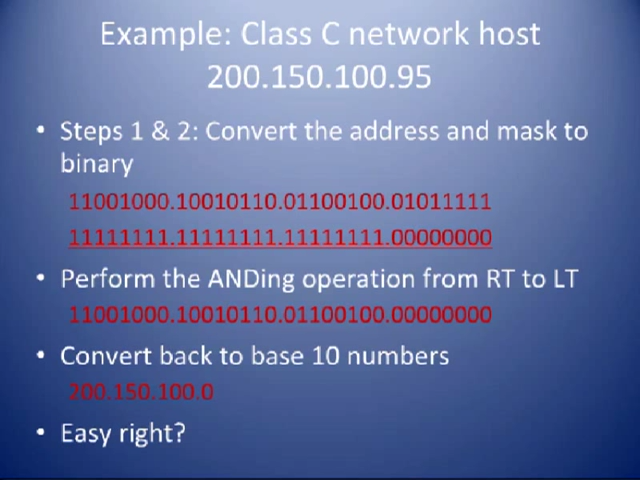 Example: Class C network host
200.150.100.95
• Steps 1 & 2: Convert the address and mask to
binary
11001000.10010110.01100100.01011111
11111111.11111111.11111111.00000000
• Perform the ANDing operation from RT to LT
11001000.10010110.01100100.00000000
• Convert back to base 10 numbers
200.150.100.0
• Easy right?